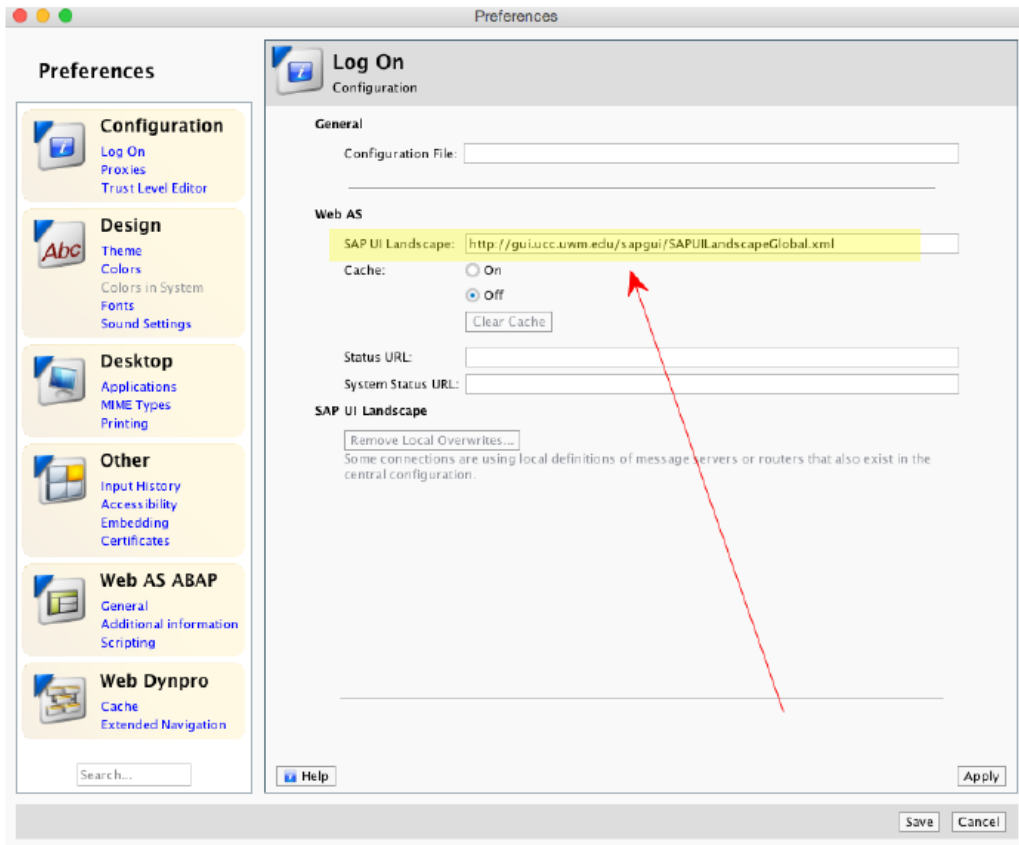 Preferences
Preferences
Configuration
Log On
Proxies
Trust Level Editor
Design
Abc
Theme
Colors
Colors in System
Fonts
Sound Settings
Desktop
Applications
MIME Types
Printing
Other
Input History
Accessibility
Embedding
Certificates
Web AS ABAP
General
Additional information
Scripting
Web Dynpro
Cache
Extended Navigation
Search...
Log On
Configuration
General
Configuration File:
Web AS
SAP UI Landscape: http://gui.ucc.uwm.edu/sapgui/SAPUILandscapeGlobal.xml
Cache: On
Off
Clear Cache
Status URL:
System Status URL:
SAP UI Landscape
Remove Local Overwrites...
Some connections are using local definitions of message servers or routers that also exist in the
central configuration.
Help
Apply
Save Cancel